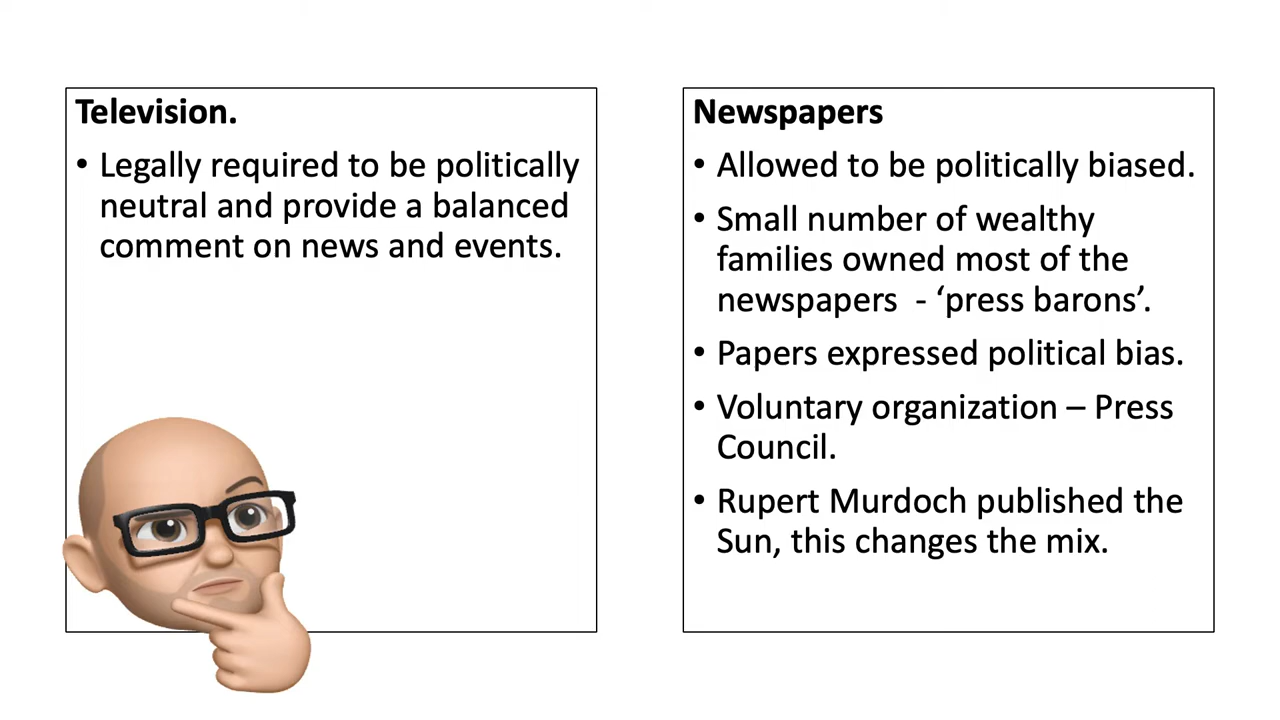 Television.
• Legally required to be politically
neutral and provide a balanced
comment on news and events.
Newspapers
• Allowed to be politically biased.
• Small number of wealthy
families owned most of the
newspapers  - ‘press barons’.
• Papers expressed political bias.
• Voluntary organization – Press
Council.
• Rupert Murdoch published the
Sun, this changes the mix.